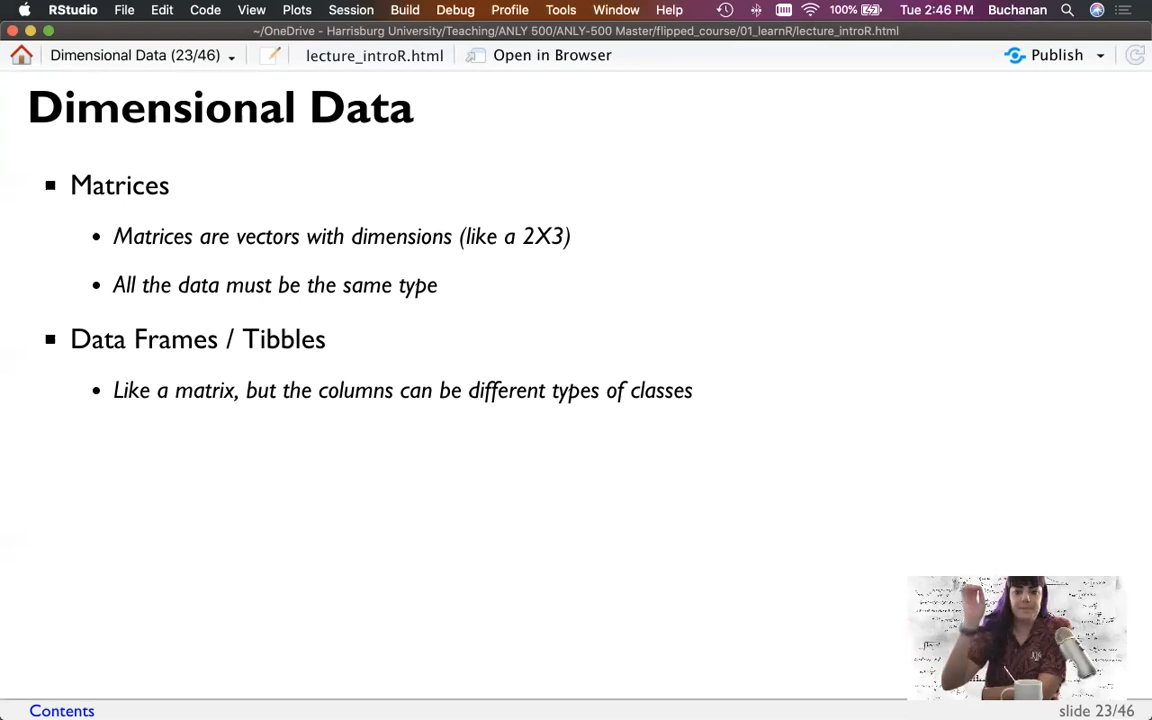 RStudio File Edit Code View Plots Session Build Debug Profile Tools Window Help 100% Tue 2:46 PM Buchanan
~/OneDrive - Harrisburg University/Teaching/ANLY 500/ANLY-500 Master/flipped_course/01_learnR/lecture_introR.html
Dimensional Data (23/46) lecture_introR.html Open in Browser Publish
Dimensional Data
Matrices
Matrices are vectors with dimensions (like a 2X3)
All the data must be the same type
Data Frames / Tibbles
Like a matrix, but the columns can be different types of classes
Contents slide 23/46